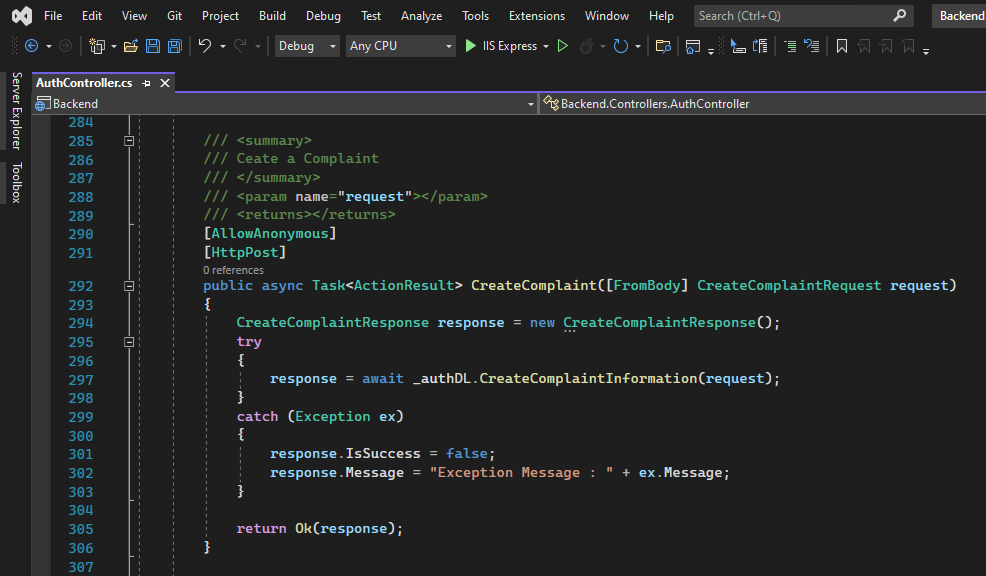 File Edit View Git Project Build Debug Test Analyze Tools Extensions Window Help Search (Ctrl+Q) Backend
Debug Any CPU IIS Express
Server Explorer
Toolbox
AuthController.cs
Backend Backend.Controllers.AuthController
284
285 /// <summary>
286 /// Ceate a Complaint
287 /// </summary>
288 /// <param name="request"></param>
289 /// <returns></returns>
290 [AllowAnonymous]
291 [HttpPost]
0 references
292 public async Task<ActionResult> CreateComplaint([FromBody] CreateComplaintRequest request)
293 {
294 CreateComplaintResponse response = new CreateComplaintResponse();
295 try
296 {
297 response = await _authDL.CreateComplaintInformation(request);
298 }
299 catch (Exception ex)
300 {
301 response.IsSuccess = false;
302 response.Message = "Exception Message : " + ex.Message;
303 }
304
305 return Ok(response);
306 }
307